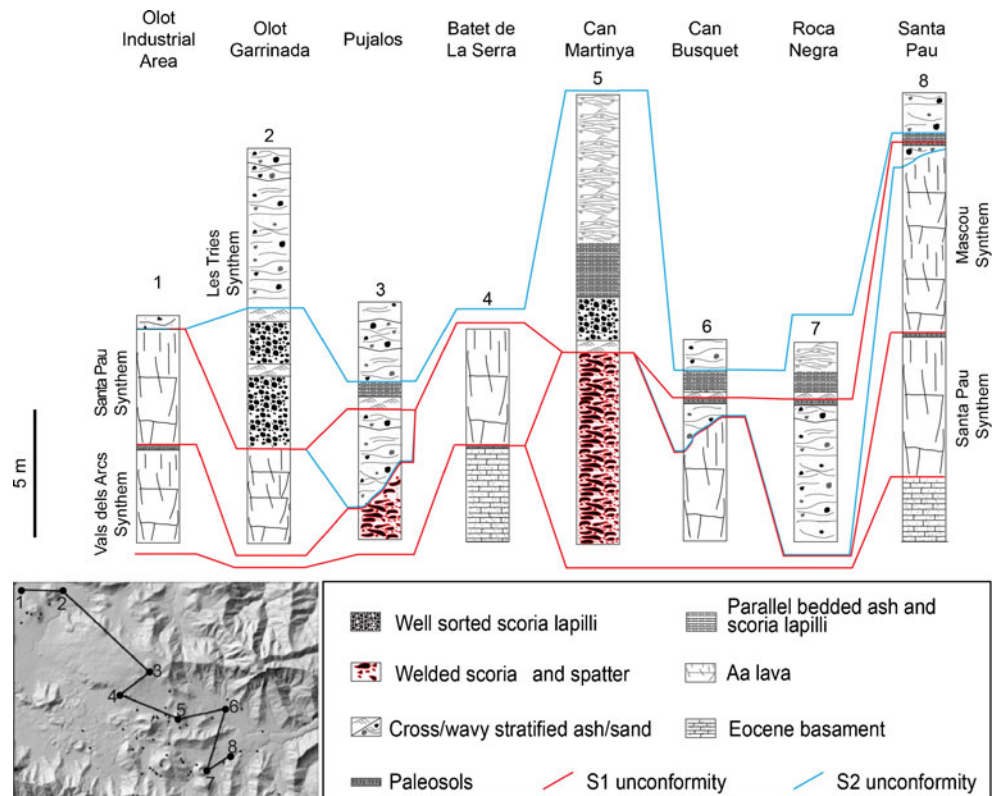 Olot
Industrial
Area
Olot
Garrinada
Pujalos
Batet de
La Serra
Can
Martinya
Can
Busquet
Roca
Negra
Santa
Pau
1
2
3
4
5
6
7
8
Les Tries
Synthem
Santa Pau
Synthem
Vals dels Arcs
Synthem
Mascou
Synthem
Santa Pau
Synthem
5 m
1
2
3
4
5
6
7
8
Well sorted scoria lapilli
Welded scoria and spatter
Cross/wavy stratified ash/sand
Paleosols
Parallel bedded ash and
scoria lapilli
Aa lava
Eocene basament
S1 unconformity
S2 unconformity